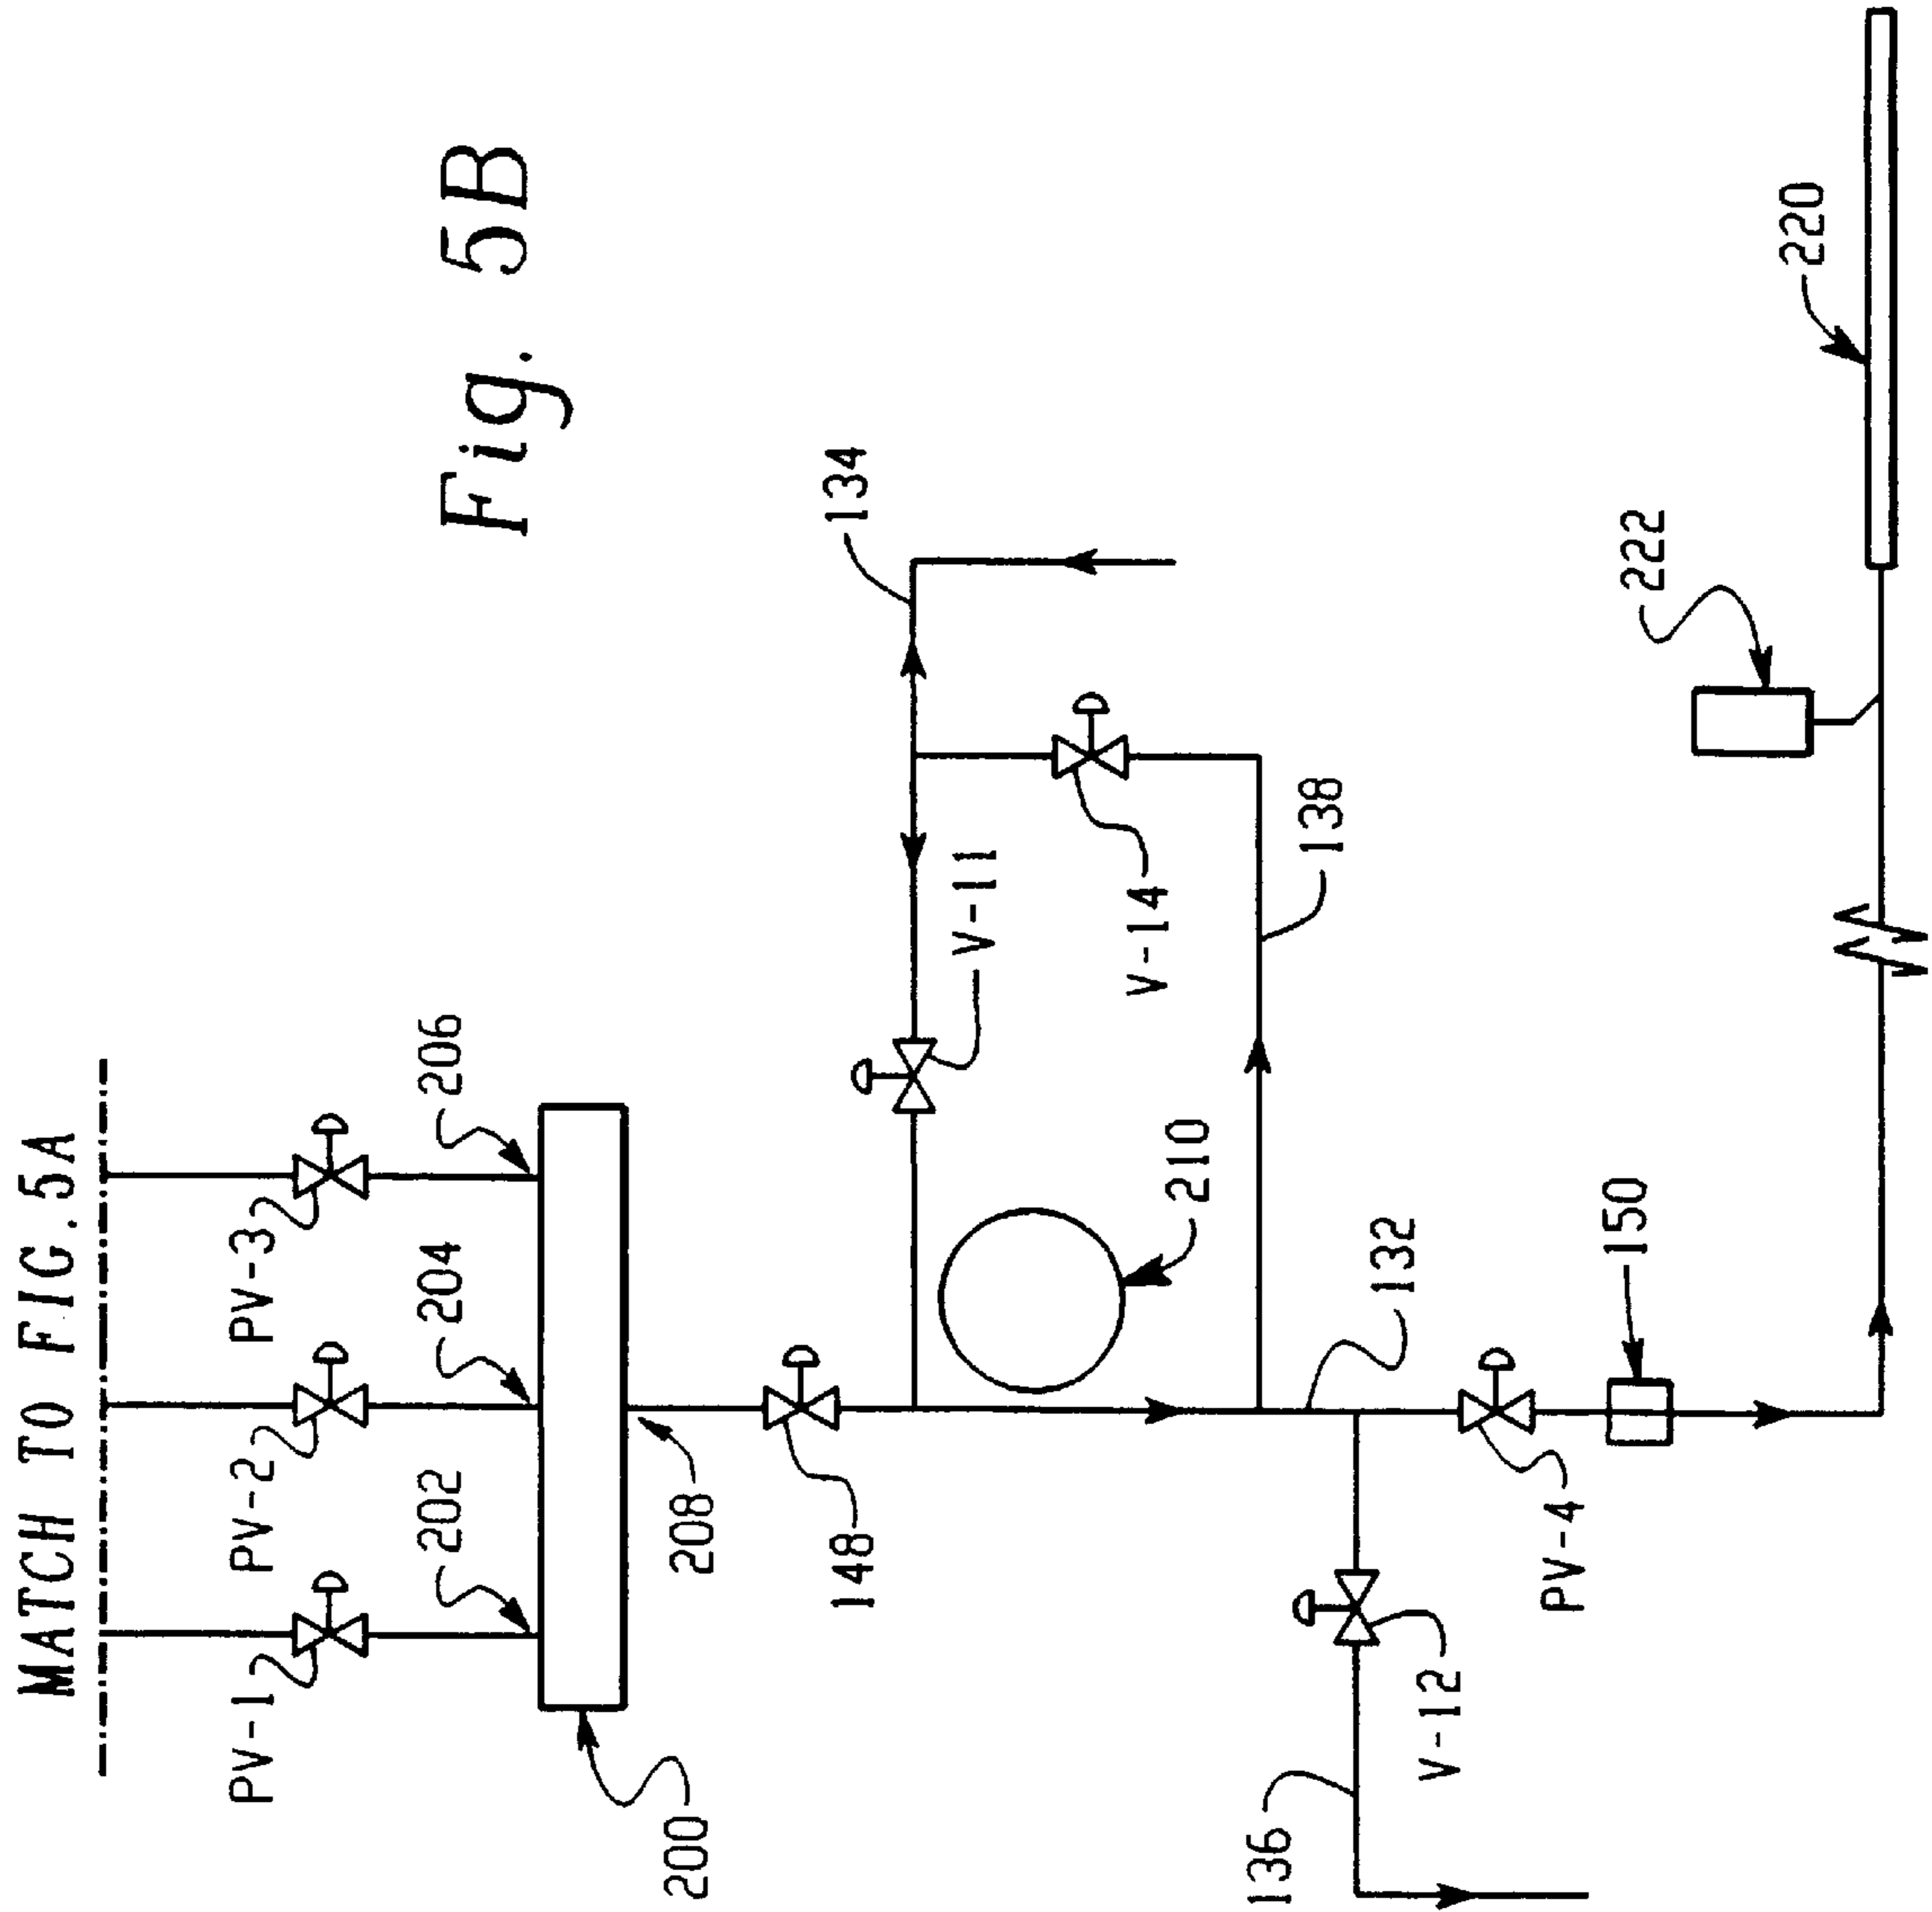 MATCH TO FIG.5A
Fig. 5B
PV-1
PV-2
PV-3
202
204
206
200
208
148
134
V-11
V-14
138
210
132
136
V-12
PV-4
150
222
220